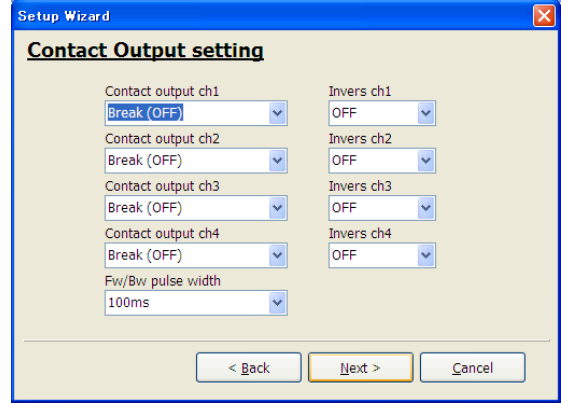 Setup Wizard
Contact Output setting
Contact output ch1 Invers ch1
Break (OFF) OFF
Contact output ch2 Invers ch2
Break (OFF) OFF
Contact output ch3 Invers ch3
Break (OFF) OFF
Contact output ch4 Invers ch4
Break (OFF) OFF
Fw/Bw pulse width
100ms
< Back Next > Cancel